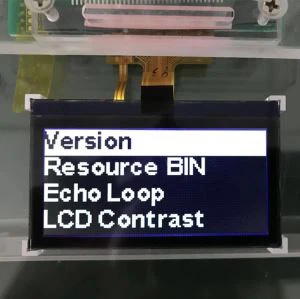 Version
Resource BIN
Echo Loop
LCD Contrast